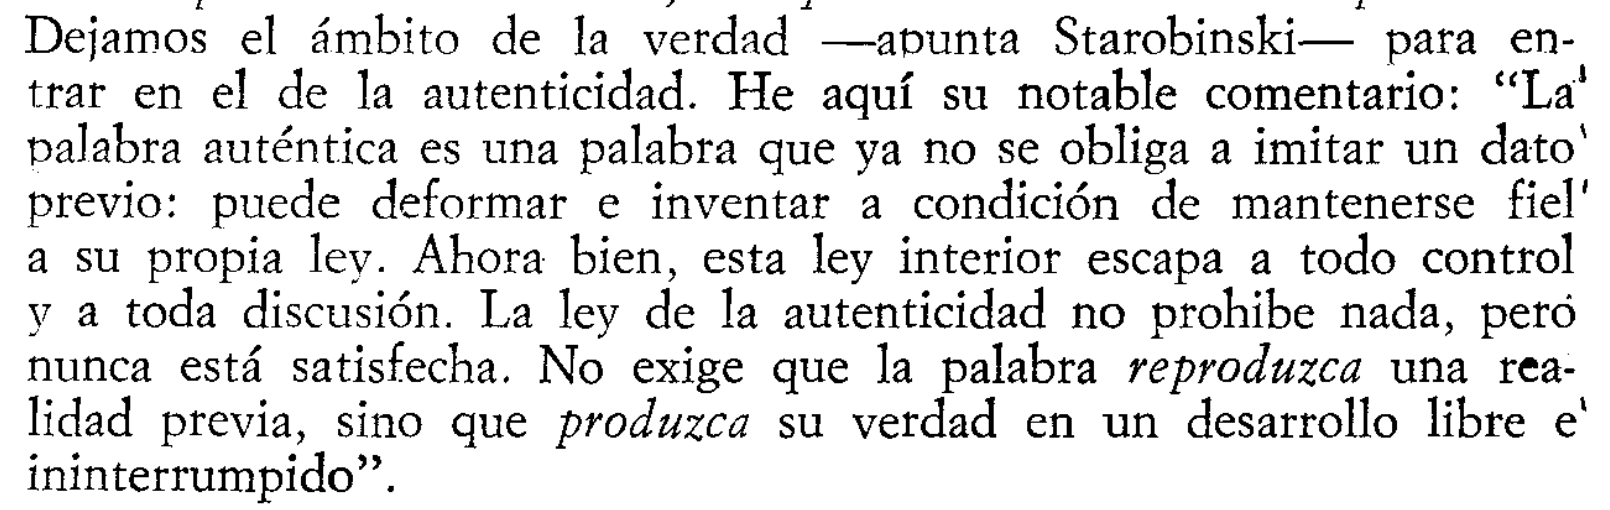 Dejamos el ámbito de la verdad —apunta Starobinski— para en-
trar en el de la autenticidad. He aquí su notable comentario: “La
palabra auténtica es una palabra que ya no se obliga a imitar un dato
previo: puede deformar e inventar a condición de mantenerse fiel
a su propia ley. Ahora bien, esta ley interior escapa a todo control
y a toda discusión. La ley de la autenticidad no prohibe nada, pero
nunca está satisfecha. No exige que la palabra reproduzca una rea-
lidad previa, sino que produzca su verdad en un desarrollo libre e
ininterrumpido”.